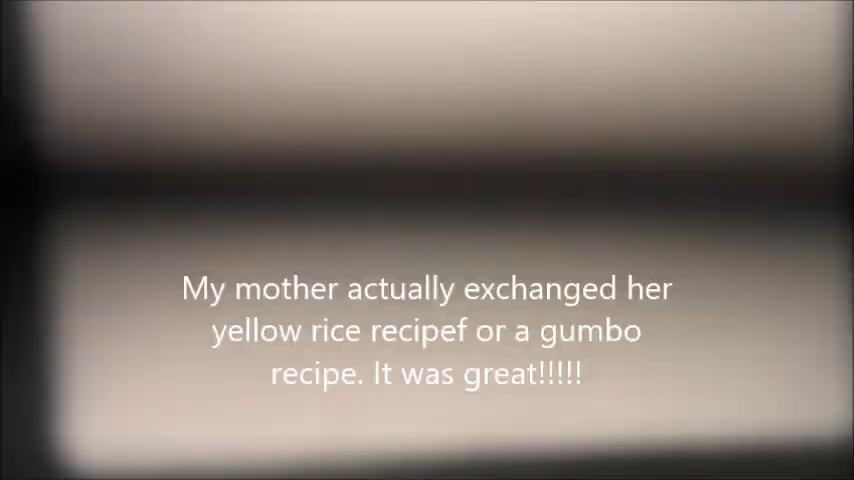 My mother actually exchanged her
yellow rice recipef or a gumbo
recipe. It was great!!!!!